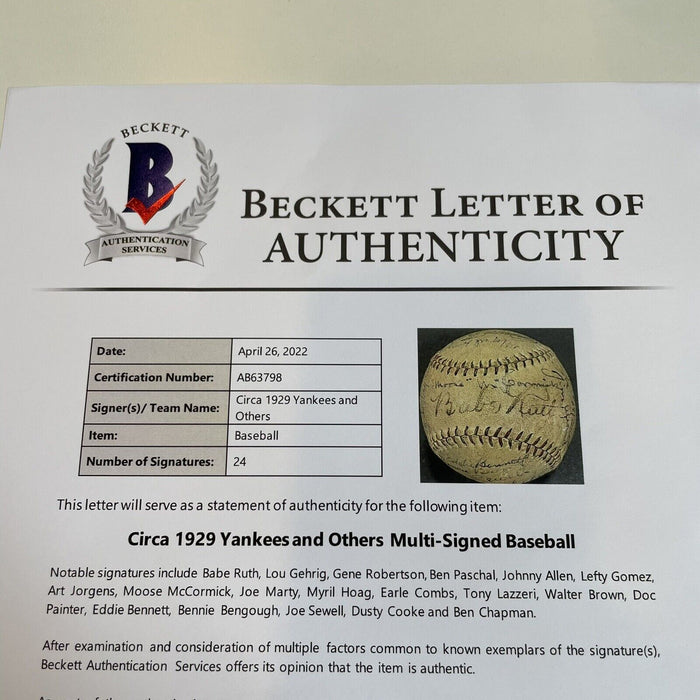 BECKETT
B
AUTHENTICATION
SERVICES
BECKETT LETTER OF
AUTHENTICITY
Date: April 26, 2022
Certification Number: AB63798
Signer(s)/ Team Name: Circa 1929 Yankees and
Others
Item: Baseball
Number of Signatures: 24
Moose McCormick
Babe Ruth
Bennett
This letter will serve as a statement of authenticity for the following item:
Circa 1929 Yankees and Others Multi-Signed Baseball
Notable signatures include Babe Ruth, Lou Gehrig, Gene Robertson, Ben Paschal, Johnny Allen, Lefty Gomez,
Art Jorgens, Moose McCormick, Joe Marty, Myril Hoag, Earle Combs, Tony Lazzeri, Walter Brown, Doc
Painter, Eddie Bennett, Bennie Bengough, Joe Sewell, Dusty Cooke and Ben Chapman.
After examination and consideration of multiple factors common to known exemplars of the signature(s),
Beckett Authentication Services offers its opinion that the item is authentic.